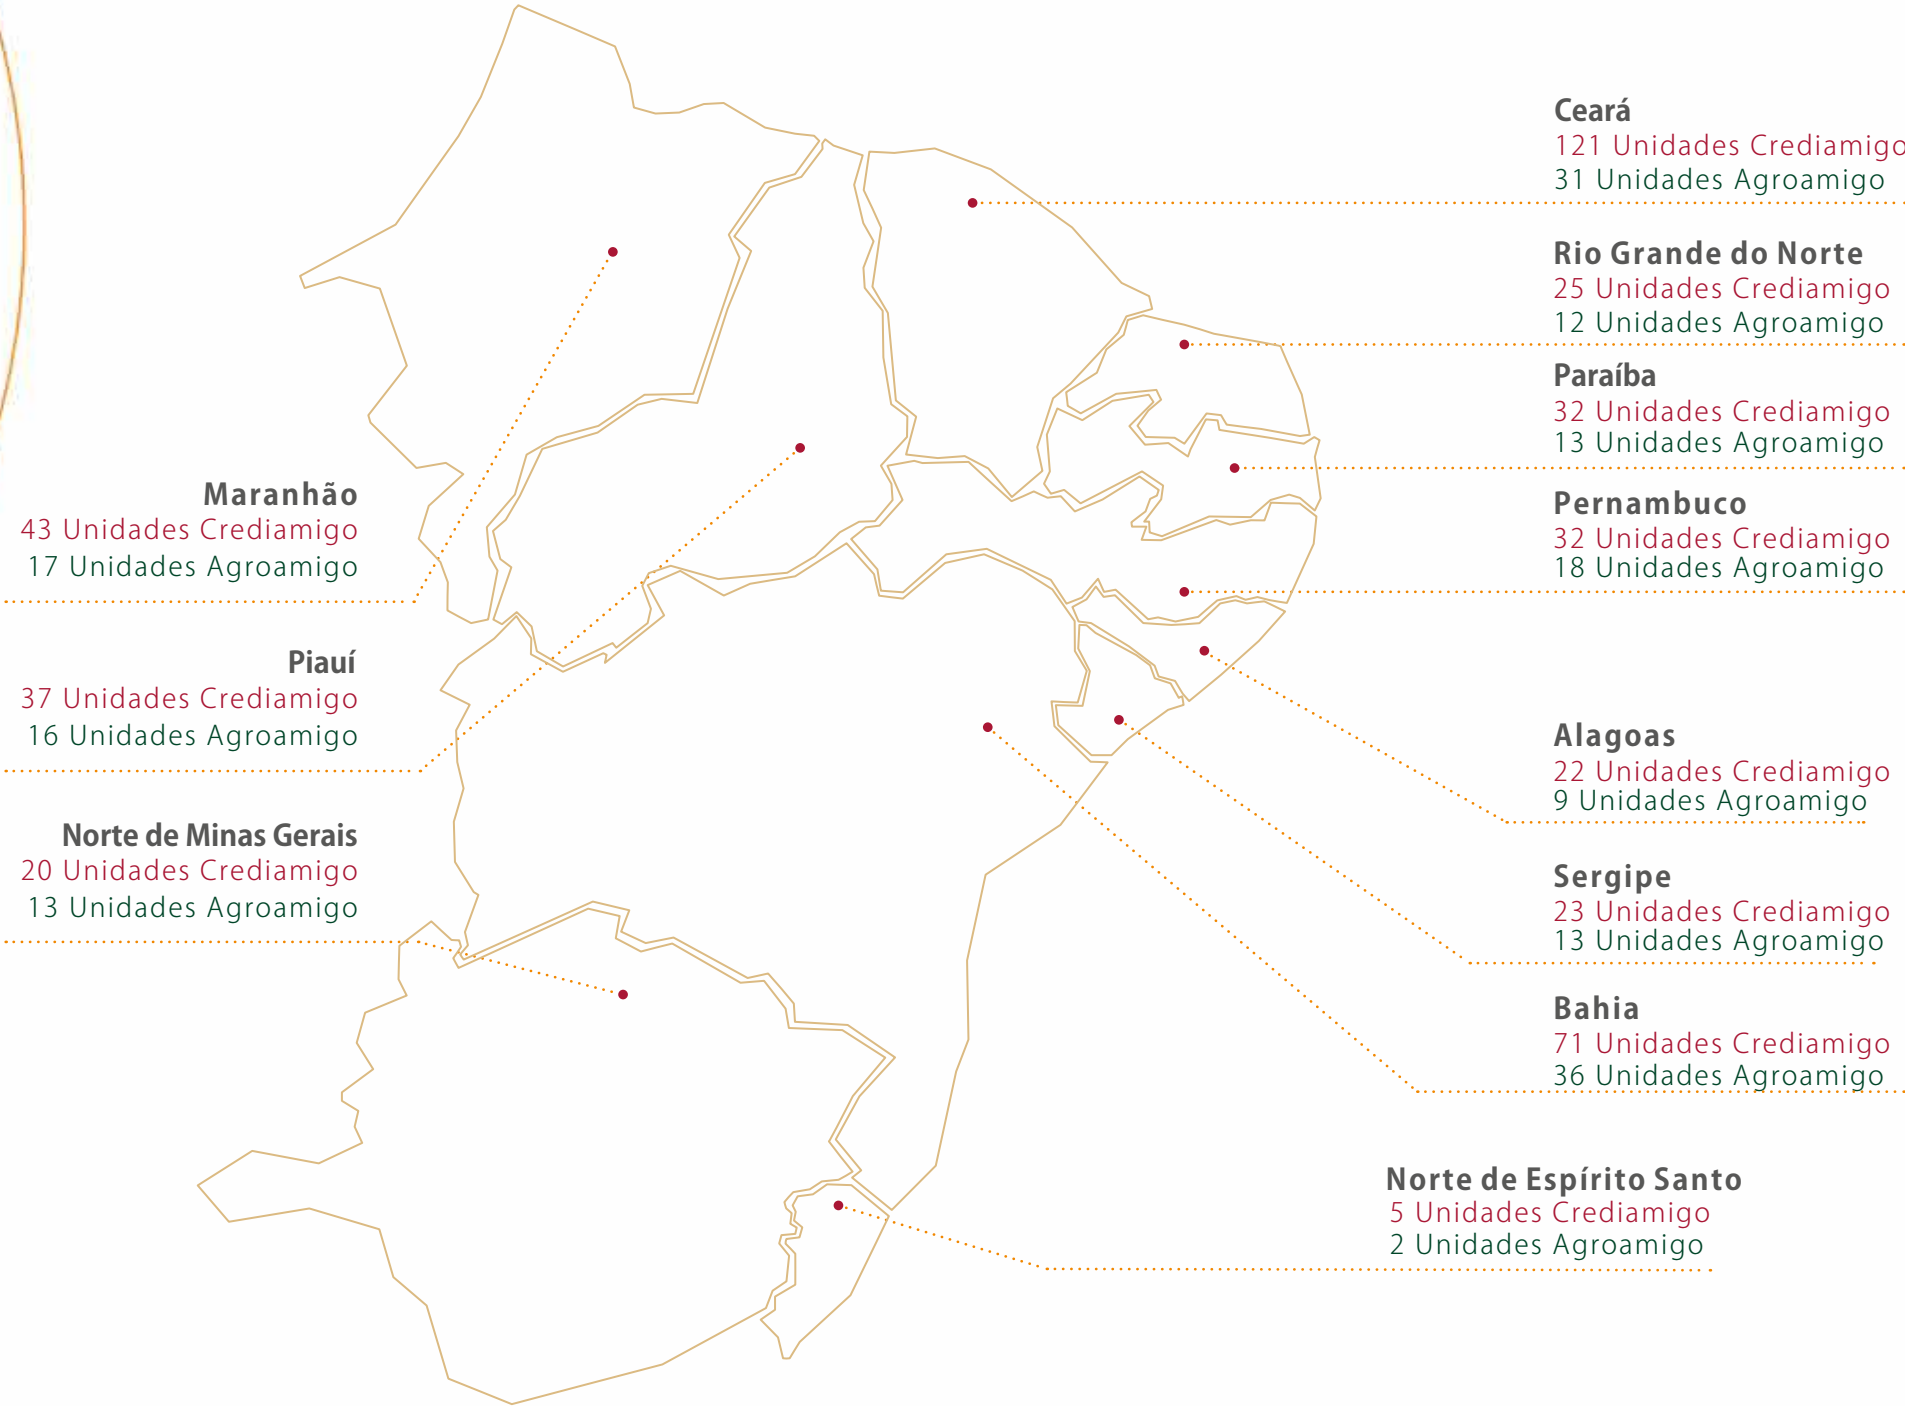 Ceará
121 Unidades Crediamigo
31 Unidades Agroamigo
Rio Grande do Norte
25 Unidades Crediamigo
12 Unidades Agroamigo
Paraíba
32 Unidades Crediamigo
13 Unidades Agroamigo
Pernambuco
32 Unidades Crediamigo
18 Unidades Agroamigo
Maranhão
43 Unidades Crediamigo
17 Unidades Agroamigo
Piauí
37 Unidades Crediamigo
16 Unidades Agroamigo
Norte de Minas Gerais
20 Unidades Crediamigo
13 Unidades Agroamigo
Alagoas
22 Unidades Crediamigo
9 Unidades Agroamigo
Sergipe
23 Unidades Crediamigo
13 Unidades Agroamigo
Bahia
71 Unidades Crediamigo
36 Unidades Agroamigo
Norte de Espírito Santo
5 Unidades Crediamigo
2 Unidades Agroamigo